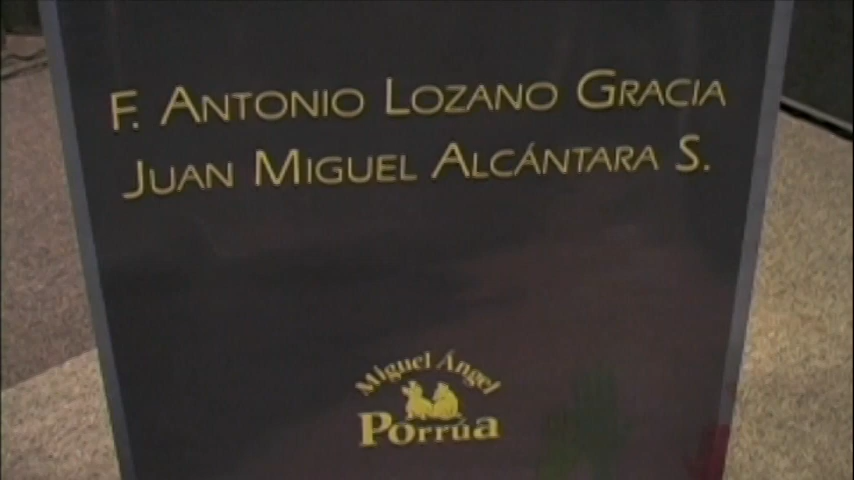 F. ANTONIO LOZANO GRACIA
JUAN MIGUEL ALCÁNTARA S.
Miguel Ángel
Porrúa